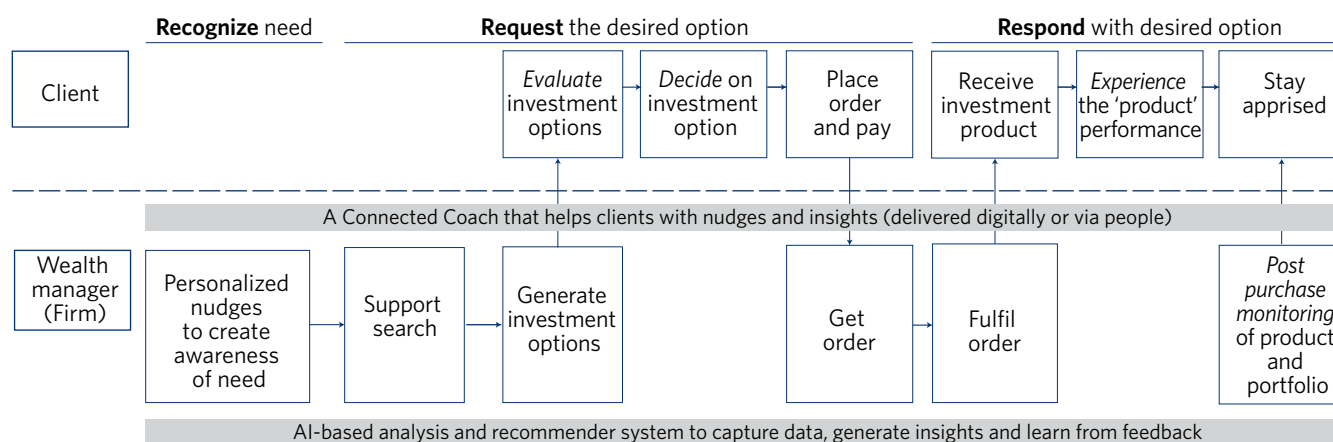 Recognize need
Request the desired option
Respond with desired option
Client
Evaluate
investment
options
Decide on
investment
option
Place
order
and pay
Receive
investment
product
Experience
the 'product'
performance
Stay
apprised
A Connected Coach that helps clients with nudges and insights (delivered digitally or via people)
Wealth
manager
(Firm)
Personalized
nudges
to create
awareness
of need
Support
search
Generate
investment
options
Get
order
Fulfil
order
Post
purchase
monitoring
of product
and
portfolio
AI-based analysis and recommender system to capture data, generate insights and learn from feedback